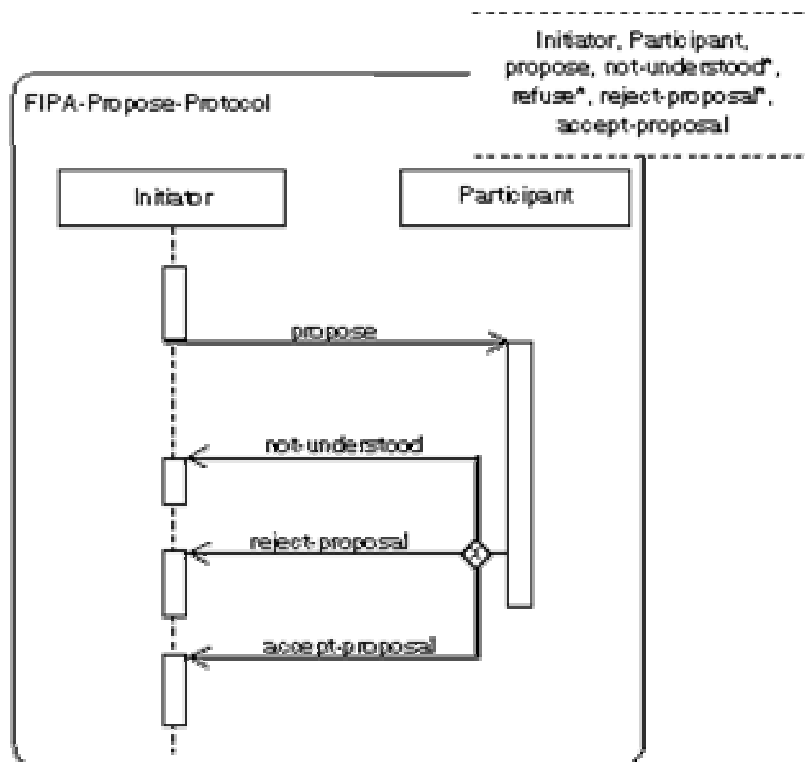 Initiator, Participant,
propose, not-understood*,
refuse*, reject-proposal*,
accept-proposal
FIPA-Propose-Protocol
Initiator
Participant
propose
not-understood
reject-proposal
accept-proposal